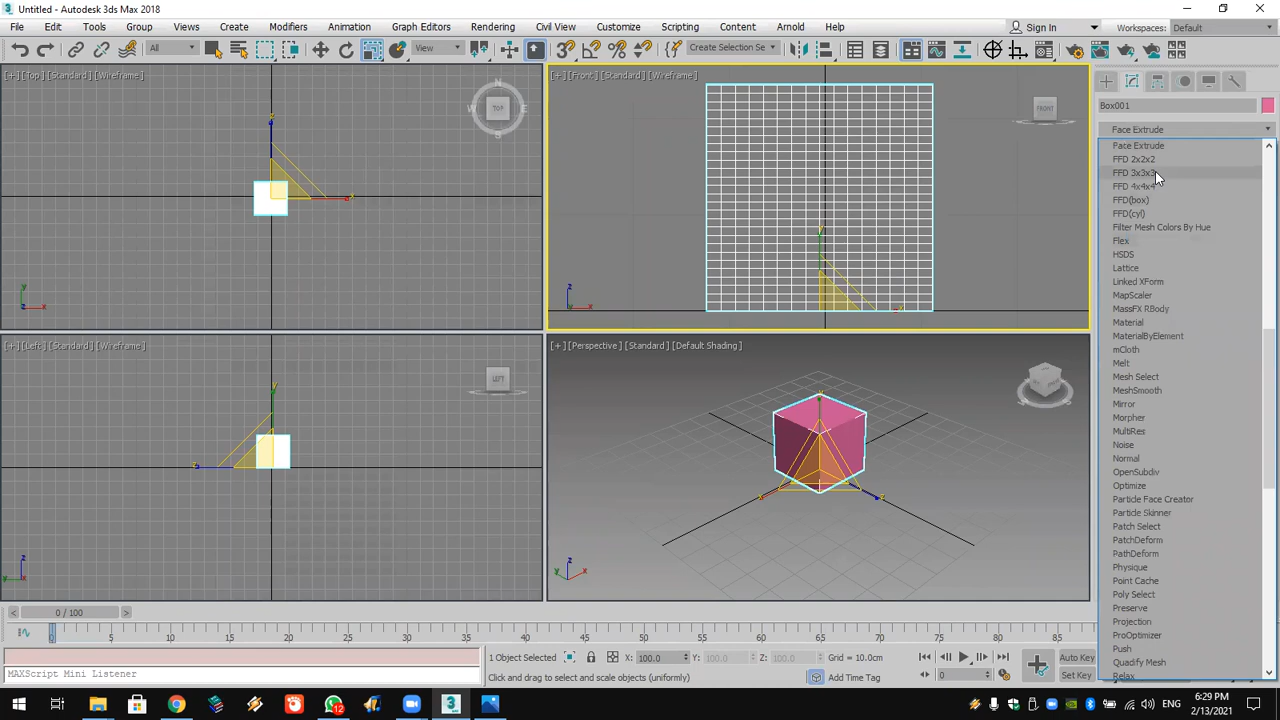 Untitled - Autodesk 3ds Max 2018
File Edit Tools Group Views Create Modifiers Animation Graph Editors Rendering Civil View Customize Scripting Content Arnold Help Sign In Workspaces: Default
All View Create Selection Se
[+] [Top] [Standard] [Wireframe]
[+] [Front] [Standard] [Wireframe]
N
W TOP E
S
FRONT
[+] [Left] [Standard] [Wireframe]
[+] [Perspective] [Standard] [Default Shading]
LEFT
Box001
Face Extrude
Face Extrude
FFD 2x2x2
FFD 3x3x3
FFD 4x4x4
FFD(box)
FFD(cyl)
Filter Mesh Colors By Hue
Flex
HSDS
Lattice
Linked XForm
MapScaler
MassFX RBody
Material
MaterialByElement
mCloth
Melt
Mesh Select
MeshSmooth
Mirror
Morpher
MultiRes
Noise
Normal
OpenSubdiv
Optimize
Particle Face Creator
Particle Skinner
Patch Select
PatchDeform
PathDeform
Physique
Point Cache
Poly Select
Preserve
Projection
ProOptimizer
Push
Quadify Mesh
Relax
0 / 100
0 5 10 15 20 25 30 35 40 45 50 55 60 65 70 75 80 85
1 Object Selected X: 100.0 Y: 100.0 Z: 100.0 Grid = 10.0cm
MAXScript Mini Listener
Click and drag to select and scale objects (uniformly)
Add Time Tag
0
Auto Key
Set Key
12
3
MAX
ENG
6:29 PM
2/13/2021